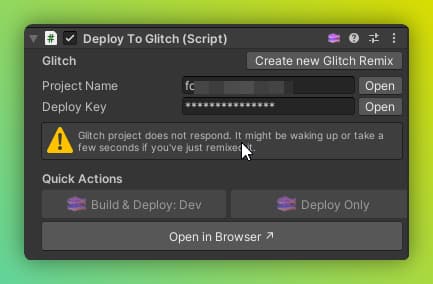 Deploy To Glitch (Script)
Glitch
Create new Glitch Remix
Project Name
Open
Deploy Key
***************
Open
Glitch project does not respond. It might be waking up or take a
few seconds if you've just remixed it.
Quick Actions
Build & Deploy: Dev
Deploy Only
Open in Browser ↗